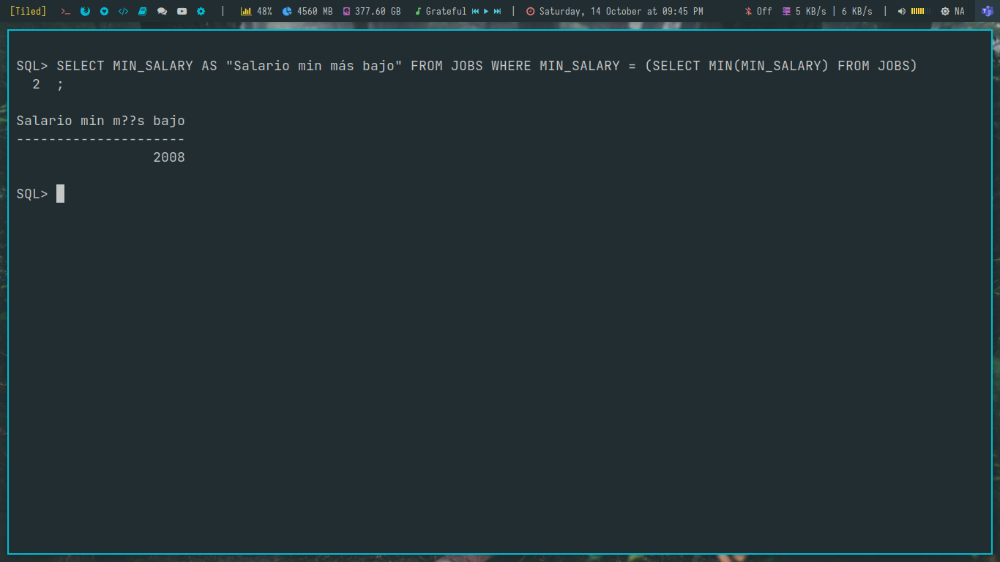 [Tiled] >_ </> | 48% 4560 MB 377.60 GB Grateful | Saturday, 14 October at 09:45 PM Off 5 KB/s | 6 KB/s | NA
SQL> SELECT MIN_SALARY AS "Salario min más bajo" FROM JOBS WHERE MIN_SALARY = (SELECT MIN(MIN_SALARY) FROM JOBS)
2 ;
Salario min m??s bajo
---------------------
2008
SQL>